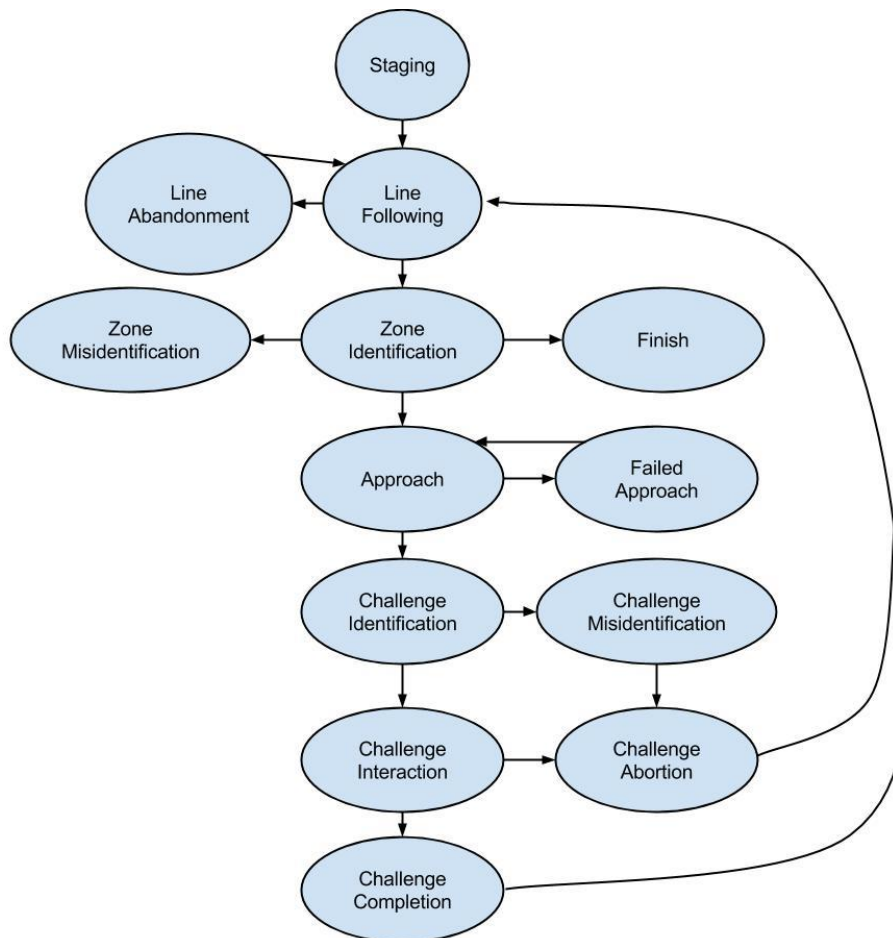 Staging
Line
Abandonment
Line
Following
Zone
Misidentification
Zone
Identification
Finish
Approach
Failed
Approach
Challenge
Identification
Challenge
Misidentification
Challenge
Interaction
Challenge
Abortion
Challenge
Completion